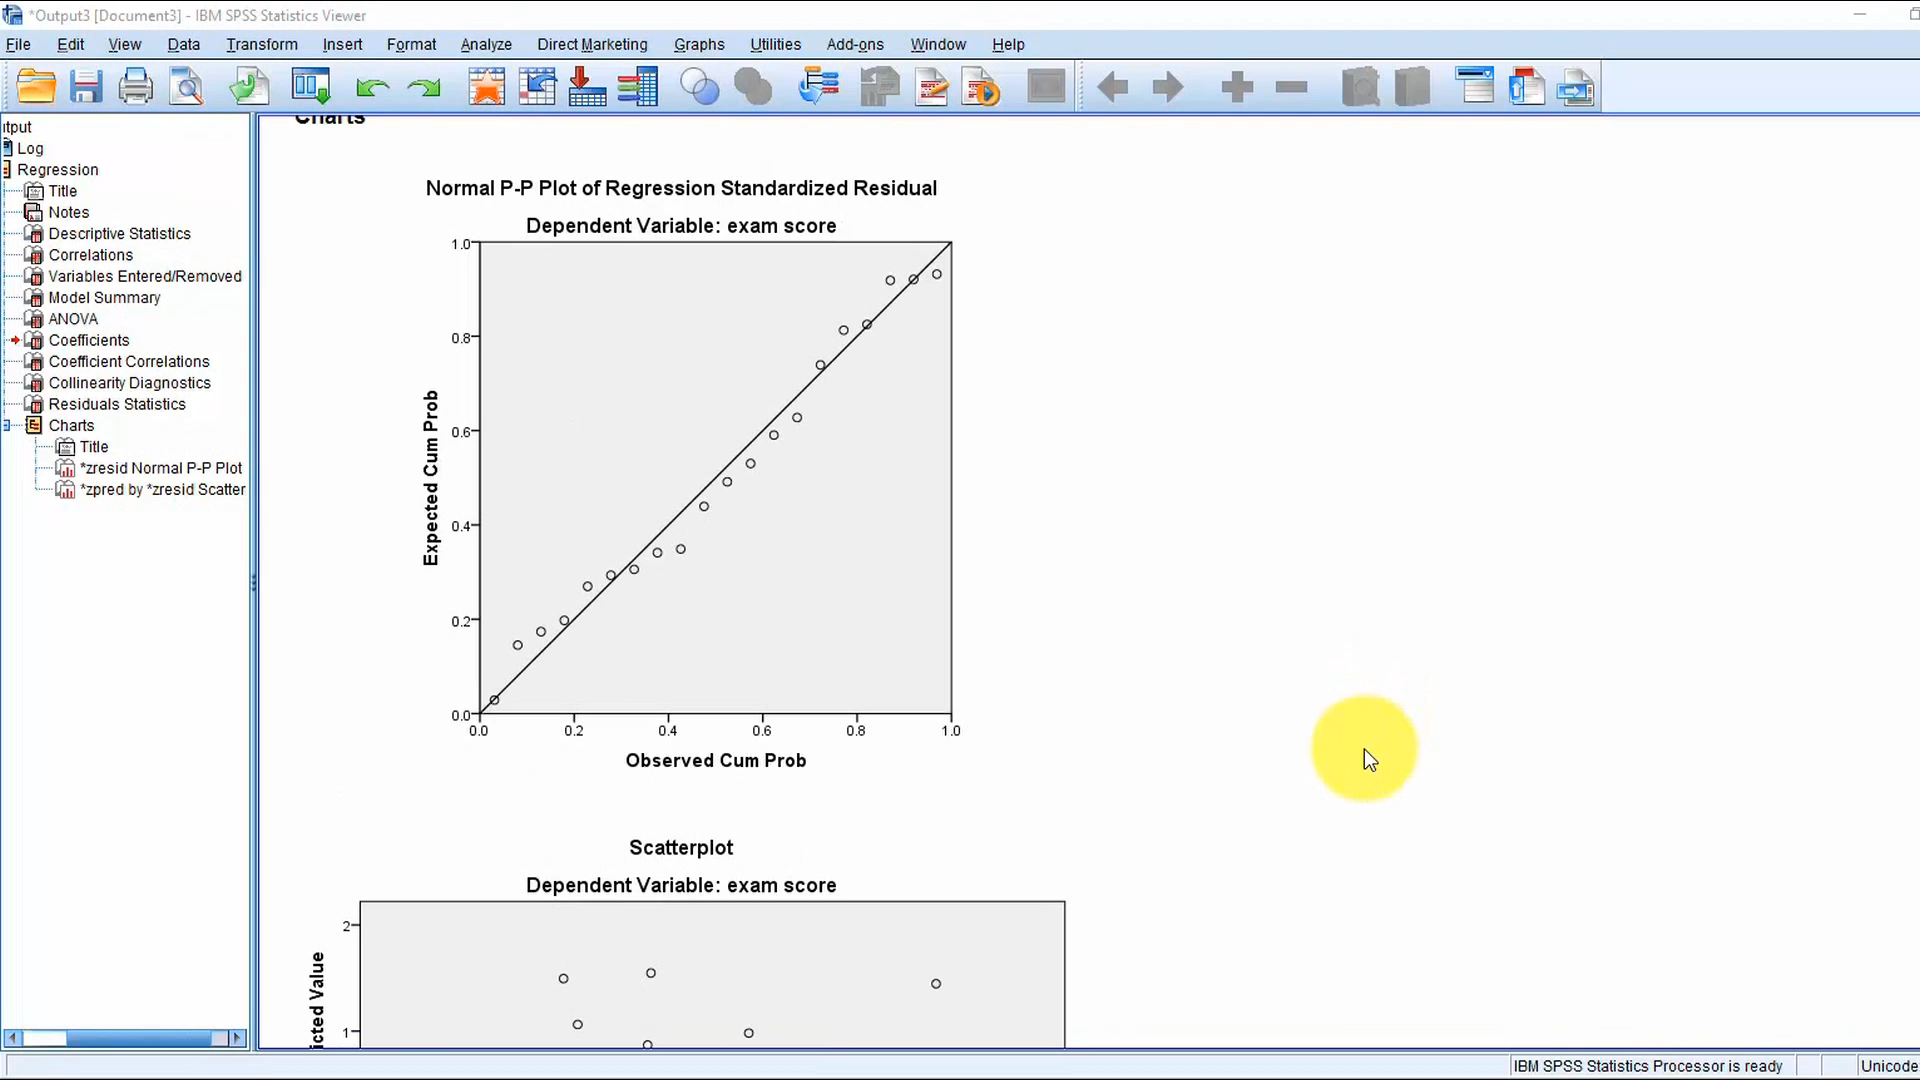 *Output3 [Document3] - IBM SPSS Statistics Viewer
File Edit View Data Transform Insert Format Analyze Direct Marketing Graphs Utilities Add-ons Window Help
tput
Log
Regression
Title
Notes
Descriptive Statistics
Correlations
Variables Entered/Removed
Model Summary
ANOVA
Coefficients
Coefficient Correlations
Collinearity Diagnostics
Residuals Statistics
Charts
Title
*zresid Normal P-P Plot
*zpred by *zresid Scatter
Charts
Normal P-P Plot of Regression Standardized Residual
Dependent Variable: exam score
1.0
0.8
0.6
0.4
0.2
0.0
Expected Cum Prob
0.0 0.2 0.4 0.6 0.8 1.0
Observed Cum Prob
Scatterplot
Dependent Variable: exam score
2
1
icted Value
IBM SPSS Statistics Processor is ready
Unicode